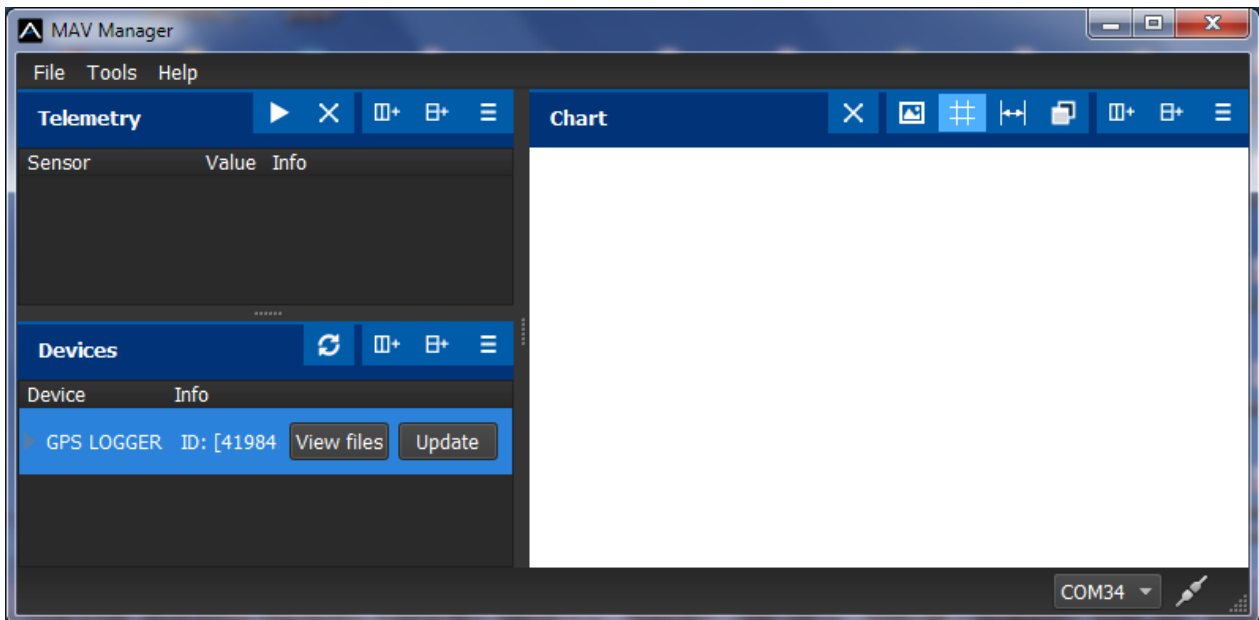 MAV Manager
File Tools Help
Telemetry
Sensor Value Info
Chart
Devices
Device Info
GPS LOGGER ID: [41984 View files Update
COM34